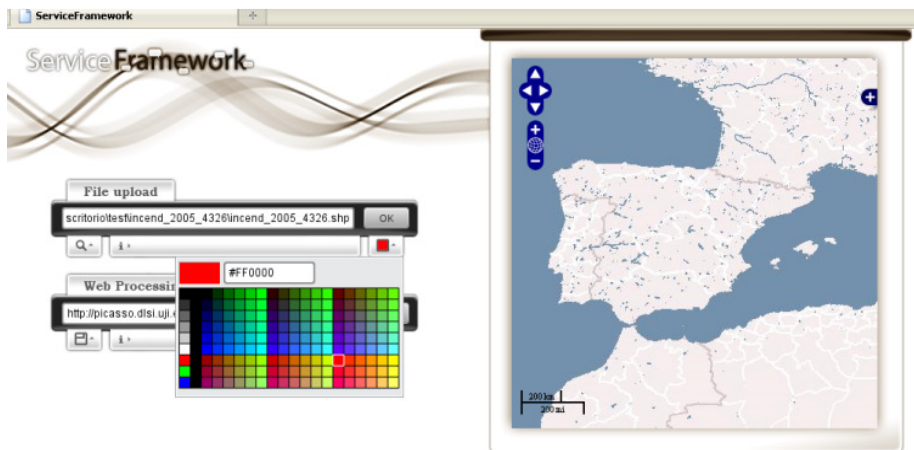 ServiceFramework
ServiceFramework
File upload
scritorio\test\incend_2005_4326\incend_2005_4326.shp
OK
i
#FF0000
Web Processin
http://picasso.dlsi.uji.
i
200 km
200 mi